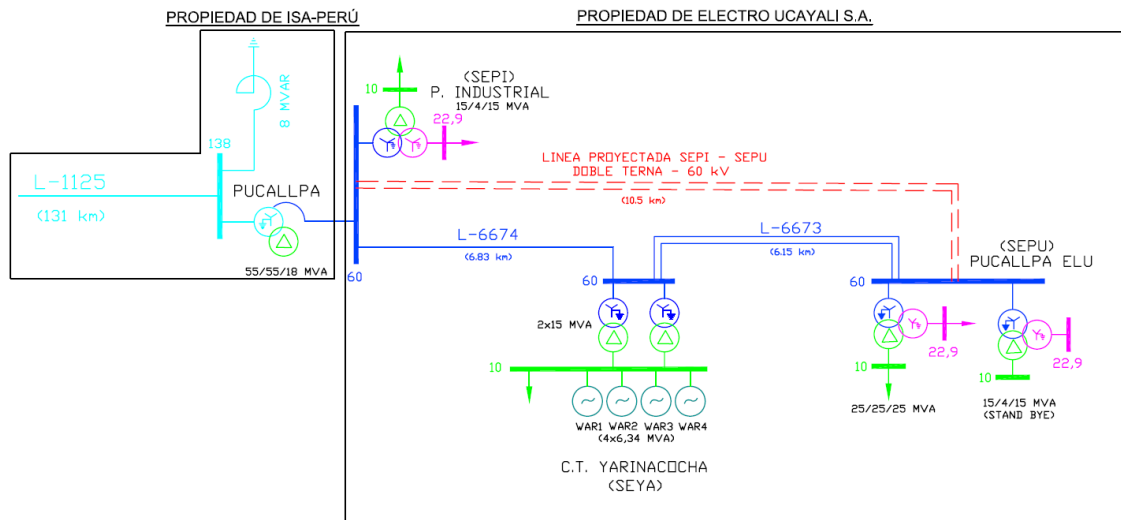 PROPIEDAD DE ISA-PERÚ
PROPIEDAD DE ELECTRO UCAYALI S.A.
8 MVAR
138
L-1125
(131 km)
PUCALLPA
55/55/18 MVA
60
10
(SEPI)
P. INDUSTRIAL
15/4/15 MVA
22,9
LINEA PROYECTADA SEPI - SEPU
DOBLE TERNA - 60 kV
(10.5 km)
L-6674
(6.83 km)
L-6673
(6.15 km)
60
2x15 MVA
10
WAR1 WAR2 WAR3 WAR4
(4x6,34 MVA)
C.T. YARINACOCHA
(SEYA)
(SEPU)
PUCALLPA ELU
60
22,9
10
25/25/25 MVA
22,9
10
15/4/15 MVA
(STAND BYE)